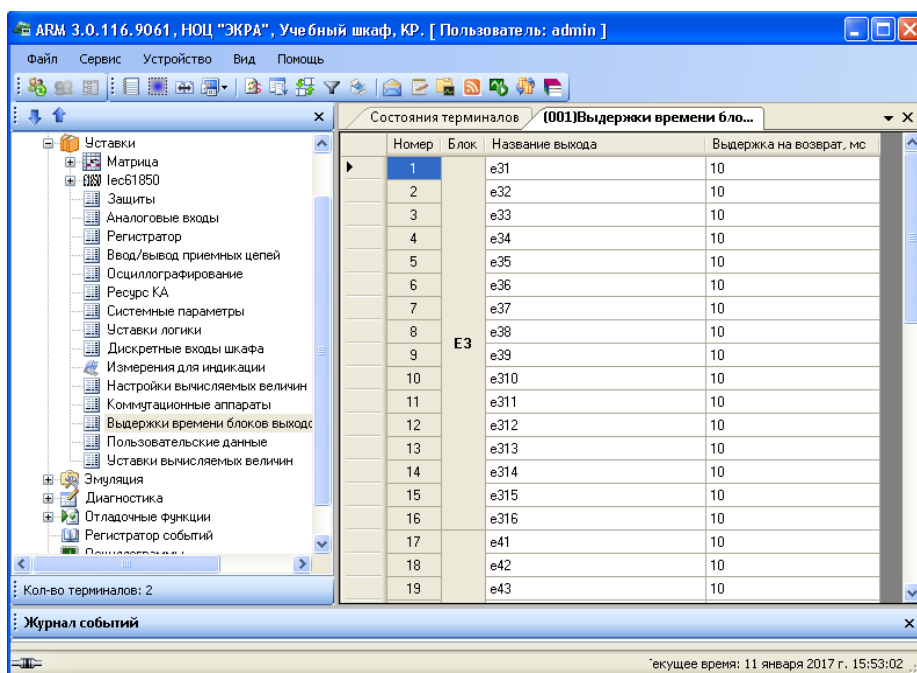 ARM 3.0.116.9061, НОЦ "ЭКРА", Учебный шкаф, КР. [ Пользователь: admin ]
Файл Сервис Устройство Вид Помощь
Состояния терминалов (001)Выдержки времени бло...
Уставки
Матрица
Iec61850
Защиты
Аналоговые входы
Регистратор
Ввод/вывод приемных цепей
Осциллографирование
Ресурс КА
Системные параметры
Уставки логики
Дискретные входы шкафа
Измерения для индикации
Настройки вычисляемых величин
Коммутационные аппараты
Выдержки времени блоков выходо
Пользовательские данные
Уставки вычисляемых величин
Эмуляция
Диагностика
Отладочные функции
Регистратор событий
Кол-во терминалов: 2
Номер Блок Название выхода Выдержка на возврат, мс
1 e31 10
2 e32 10
3 e33 10
4 e34 10
5 e35 10
6 e36 10
7 e37 10
8 e38 10
E3
9 e39 10
10 e310 10
11 e311 10
12 e312 10
13 e313 10
14 e314 10
15 e315 10
16 e316 10
17 e41 10
18 e42 10
19 e43 10
Журнал событий
екущее время: 11 января 2017 г. 15:53:02